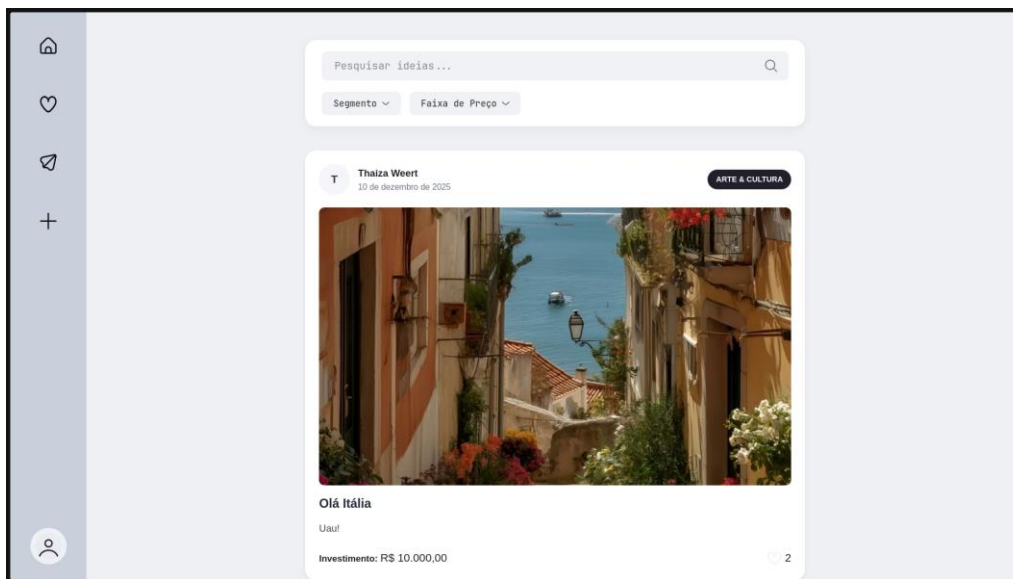 Pesquisar ideias...
Segmento Faixa de Preço
T Thaiza Weert
10 de dezembro de 2025
ARTE & CULTURA
Olá Itália
Uau!
Investimento: R$ 10.000,00 2